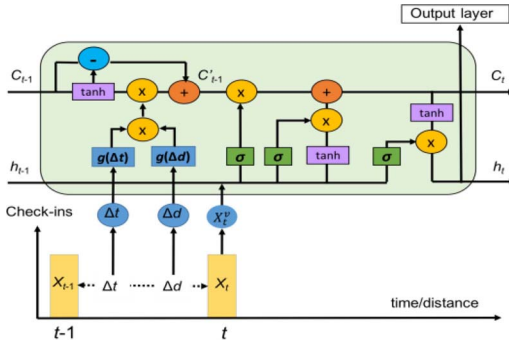 Output layer
-
C_{t-1}
tanh
x
+
C'_{t-1}
x
+
C_t
x
x
tanh
g(Δt)
g(Δd)
σ
σ
tanh
σ
x
h_{t-1}
h_t
Check-ins
Δt
Δd
X_t^v
X_{t-1}
Δt
Δd
X_t
time/distance
t-1
t